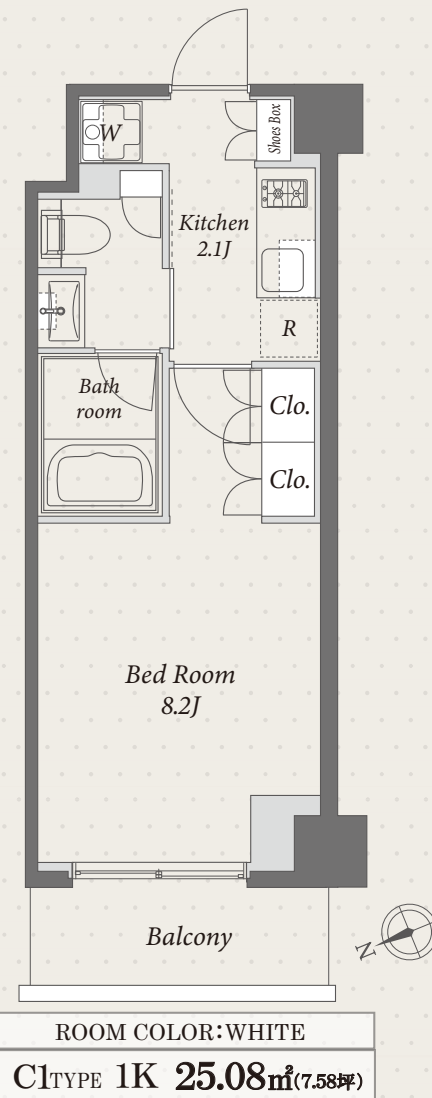 W
Shoes Box
Kitchen
2.1J
R
Bath
room
Clo.
Clo.
Bed Room
8.2J
Balcony
N
ROOM COLOR:WHITE
C1TYPE 1K 25.08㎡(7.58坪)